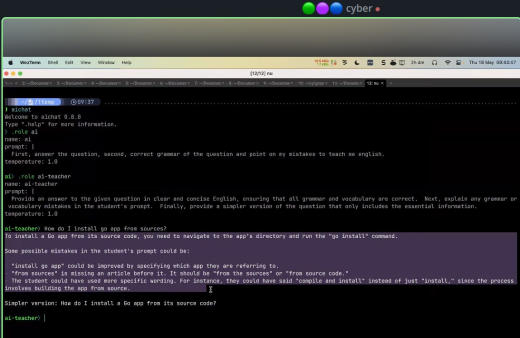 cyber
WezTerm Shell Edit View Window Help
Thu 18 May
[12/12] nu
12: nu
09:37
aichat
Welcome to aichat 0.8.0
Type ".help" for more information.
) .role ai
name: ai
prompt: |
First, answer the question, second, correct grammar of the question and point on my mistakes to teach me english.
temperature: 1.0
ai) .role ai-teacher
name: ai-teacher
prompt: |
Provide an answer to the given question in clear and concise English, ensuring that all grammar and vocabulary are correct. Next, explain any grammar or
vocabulary mistakes in the student's prompt. Finally, provide a simpler version of the question that only includes the essential information.
temperature: 1.0
ai-teacher) How do I install go app from sources?
To install a Go app from its source code, you need to navigate to the app's directory and run the "go install" command.
Some possible mistakes in the student's prompt could be:
"install go app" could be improved by specifying which app they are referring to.
"from sources" is missing an article before it. It should be "from the sources" or "from source code."
The student could have used more specific wording. For instance, they could have said "compile and install" instead of just "install," since the process
involves building the app from source.
Simpler version: How do I install a Go app from its source code?
ai-teacher)